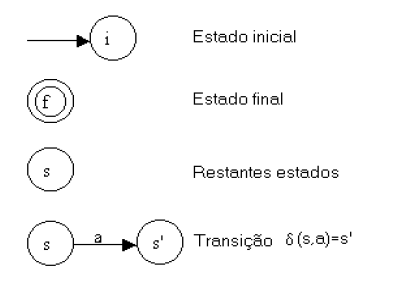 i Estado inicial
f Estado final
s Restantes estados
s a s' Transição δ(s,a)=s'